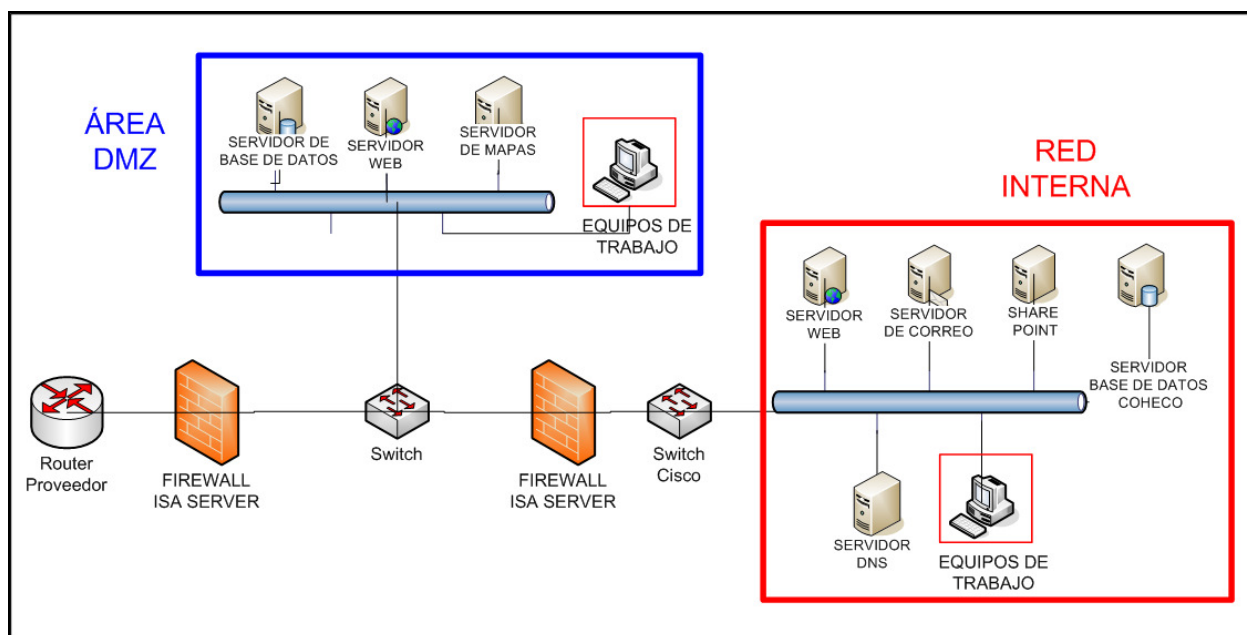 ÁREA
DMZ
SERVIDOR DE
BASE DE DATOS
SERVIDOR
WEB
SERVIDOR
DE MAPAS
EQUIPOS DE
TRABAJO
RED
INTERNA
SERVIDOR
WEB
SERVIDOR
DE CORREO
SHARE
POINT
SERVIDOR
BASE DE DATOS
COHECO
Router
Proveedor
FIREWALL
ISA SERVER
Switch
FIREWALL
ISA SERVER
Switch
Cisco
SERVIDOR
DNS
EQUIPOS DE
TRABAJO